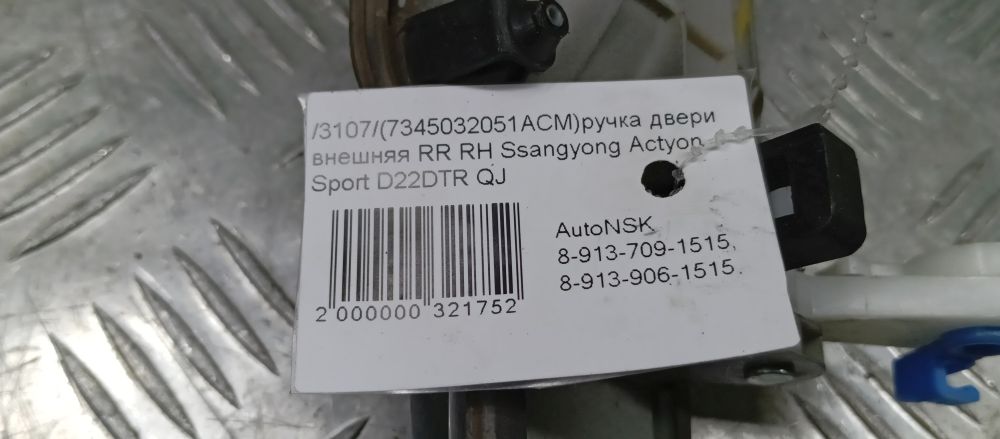 /3107/(7345032051ACM)ручка двери
внешняя RR RH Ssangyong Actyon
Sport D22DTR QJ
AutoNSK
8-913-709-1515,
8-913-906-1515.
2 000000 321752